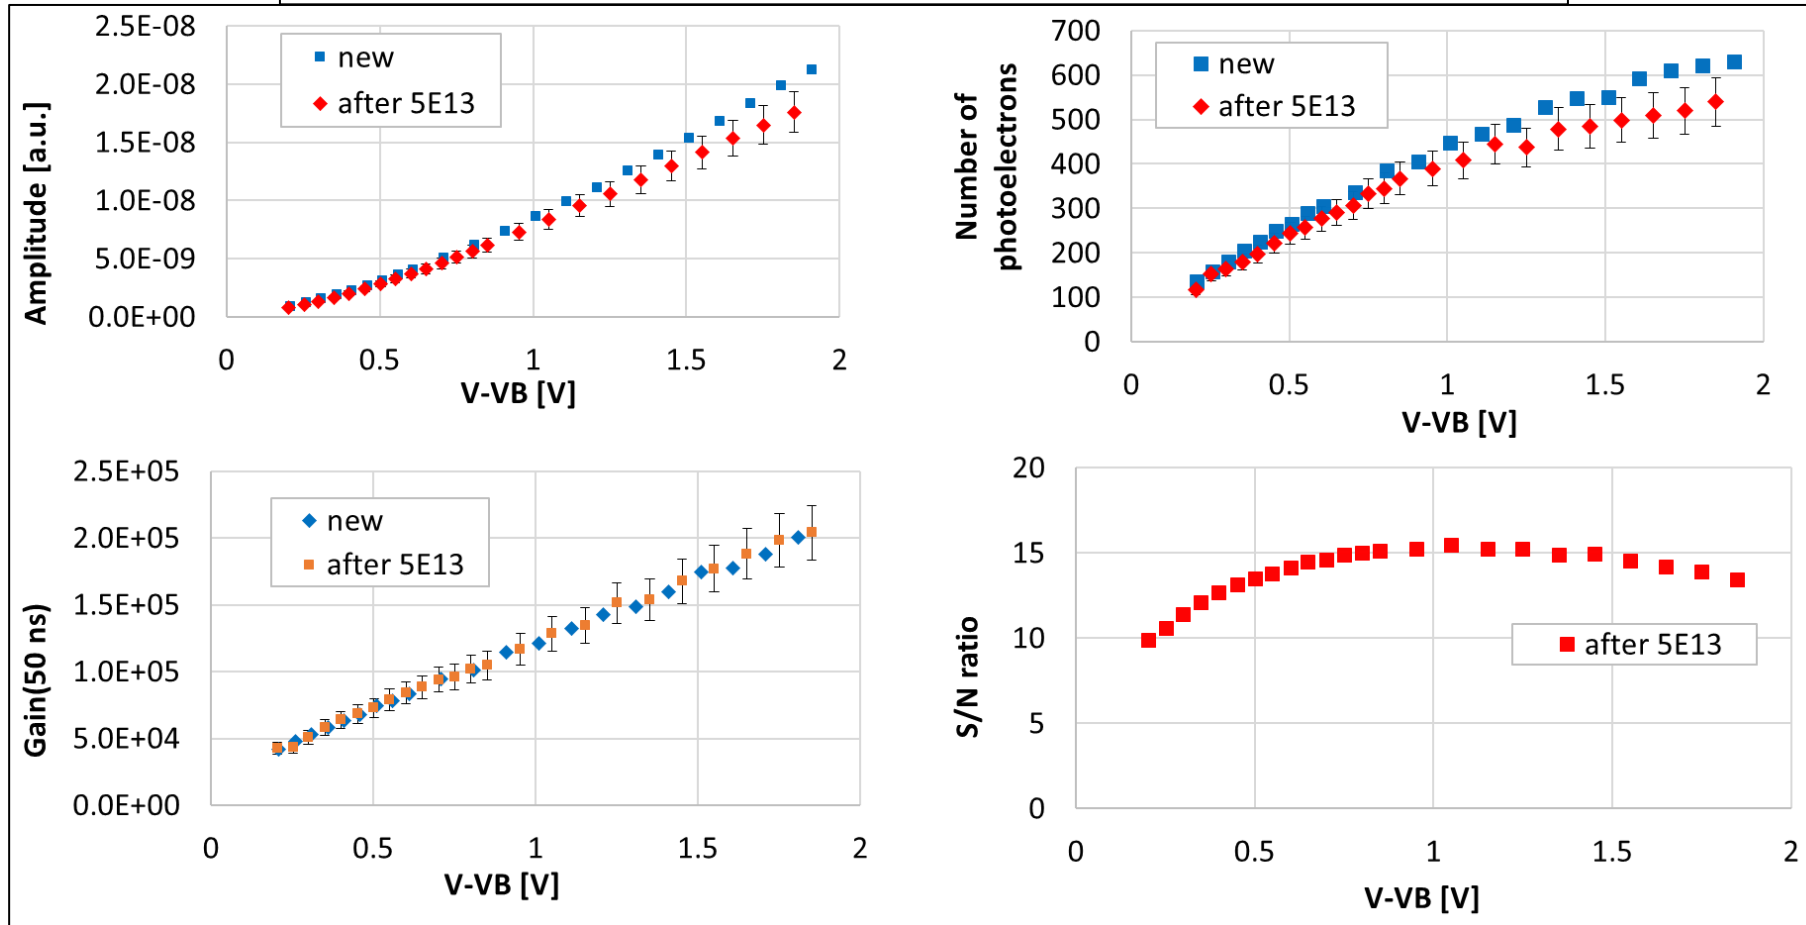 2.5E-08
2.0E-08
1.5E-08
1.0E-08
5.0E-09
0.0E+00
Amplitude [a.u.]
new
after 5E13
0 0.5 1 1.5 2
V-VB [V]
700
600
500
400
300
200
100
0
Number of
photoelectrons
new
after 5E13
0 0.5 1 1.5 2
V-VB [V]
2.5E+05
2.0E+05
1.5E+05
1.0E+05
5.0E+04
0.0E+00
Gain(50 ns)
new
after 5E13
0 0.5 1 1.5 2
V-VB [V]
20
15
10
5
0
S/N ratio
after 5E13
0 0.5 1 1.5 2
V-VB [V]